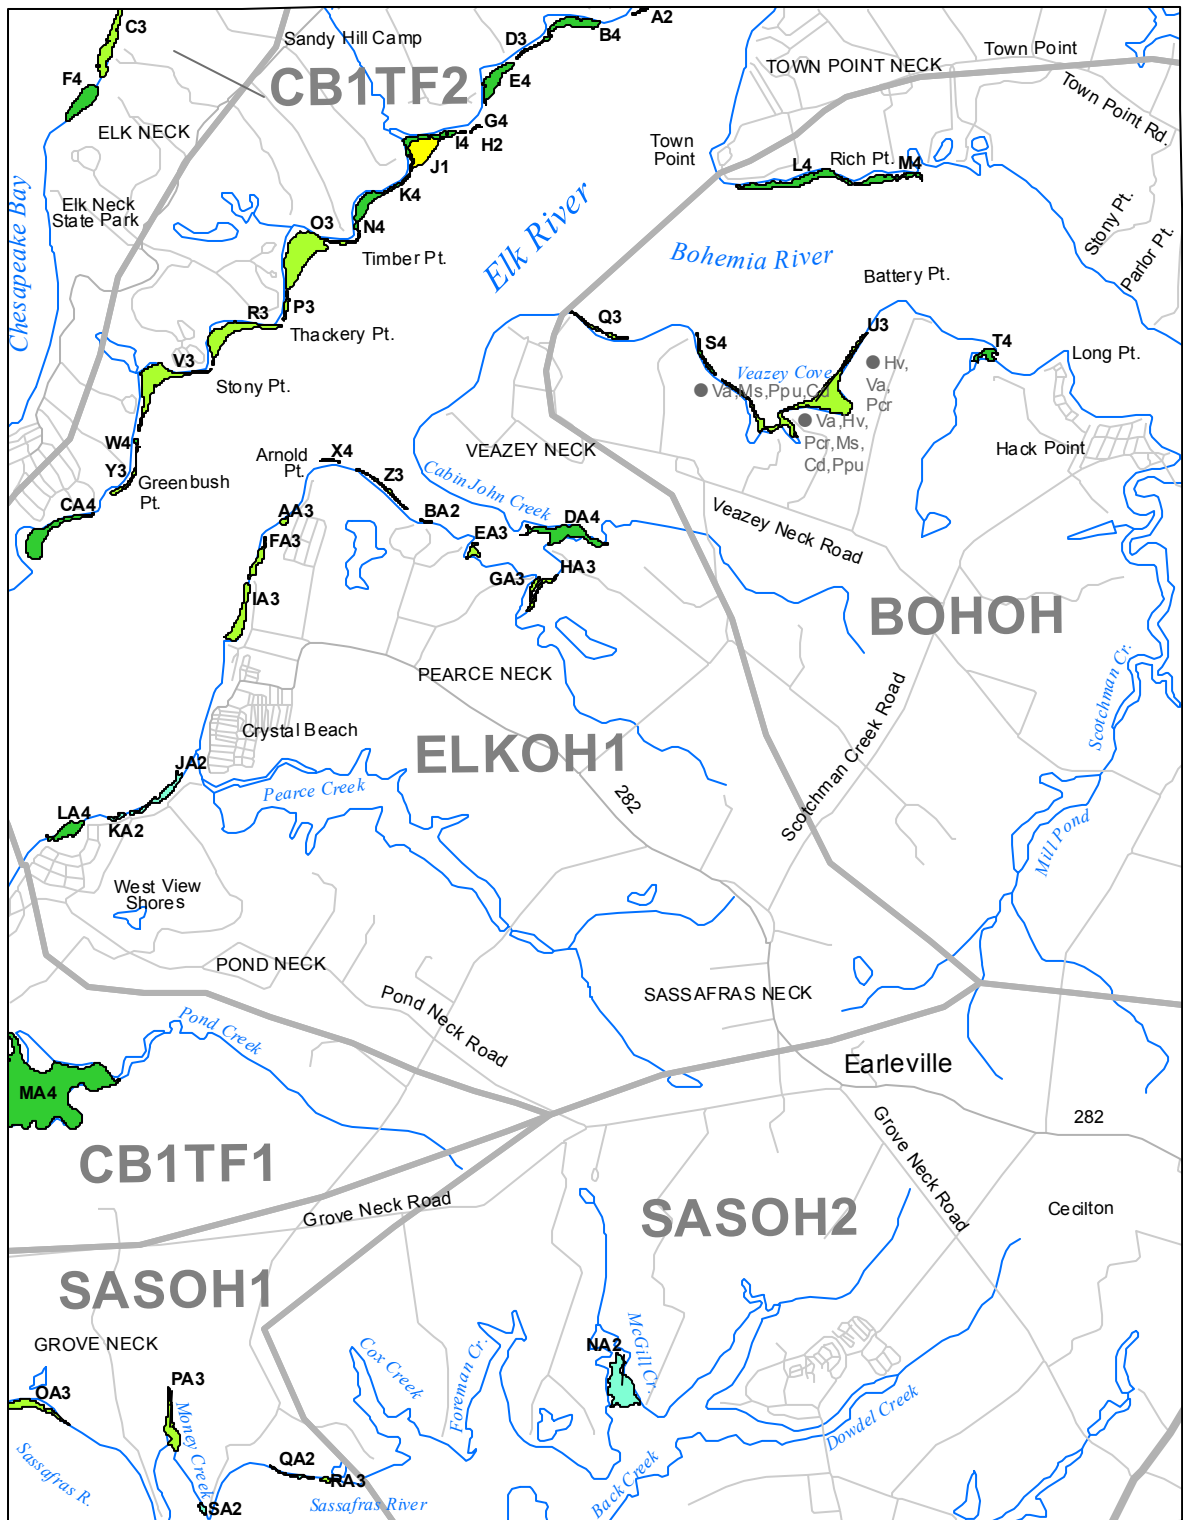 C3
Sandy Hill Camp
D3
B4
A2
CB1TF2
F4
E4
TOWN POINT NECK
Town Point
ELK NECK
G4
I4
H2
Town
Point
Town Point Rd.
J1
L4
Rich Pt.
M4
Chesapeake Bay
Elk Neck
State Park
K4
O3
N4
Timber Pt.
Elk River
Bohemia River
Stony Pt.
Parlor Pt.
Battery Pt.
P3
R3
Thackery Pt.
Q3
U3
S4
T4
Long Pt.
V3
Stony Pt.
Veazey Cove
Va,Ms,Ppu,Cd
Hv,
Va,
Pcr
Va,Hv,
Pcr,Ms,
Cd,Ppu
W4
Y3
Greenbush
Pt.
Arnold
Pt.
X4
Z3
VEAZEY NECK
Cabin John Creek
Hack Point
CA4
AA3
BA2
DA4
Veazey Neck Road
FA3
EA3
GA3
HA3
IA3
BOHOH
PEARCE NECK
Scotchman Cr.
Crystal Beach
ELKOH1
Scotchman Creek Road
JA2
Pearce Creek
282
LA4
KA2
Mill Pond
West View
Shores
POND NECK
Pond Neck Road
SASSAFRAS NECK
Pond Creek
Earleville
MA4
Grove Neck Road
282
CB1TF1
Grove Neck Road
SASOH2
Cecilton
SASOH1
GROVE NECK
Cox Creek
Foreman Cr.
NA2
McGill Cr.
OA3
PA3
Money Creek
Dowdel Creek
Sassafras R.
QA2
RA3
Back Creek
SA2
Sassafras River